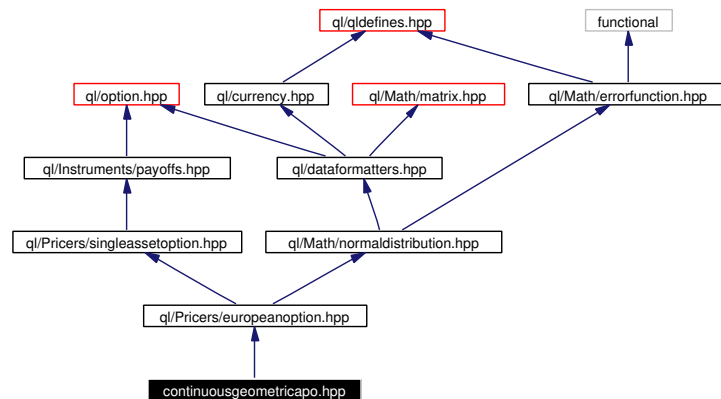 ql/qldefines.hpp
functional
ql/option.hpp
ql/currency.hpp
ql/Math/matrix.hpp
ql/Math/errorfunction.hpp
ql/Instruments/payoffs.hpp
ql/dataformatters.hpp
ql/Pricers/singleassetoption.hpp
ql/Math/normaldistribution.hpp
ql/Pricers/europeanoption.hpp
continuousgeometricapo.hpp